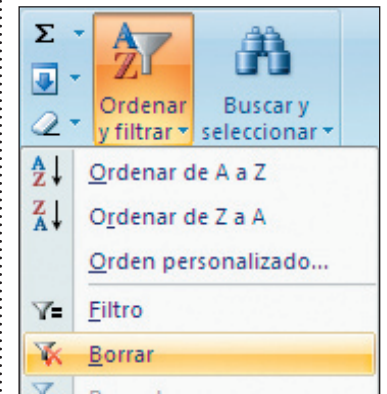 Σ
Ordenar
y filtrar
Buscar y
seleccionar
Ordenar de A a Z
Ordenar de Z a A
Orden personalizado...
Filtro
Borrar